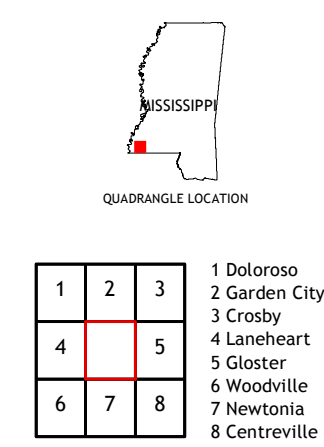 MISSISSIPPI
QUADRANGLE LOCATION
1 2 3
4 5
6 7 8
1 Doloroso
2 Garden City
3 Crosby
4 Laneheart
5 Gloster
6 Woodville
7 Newtonia
8 Centreville